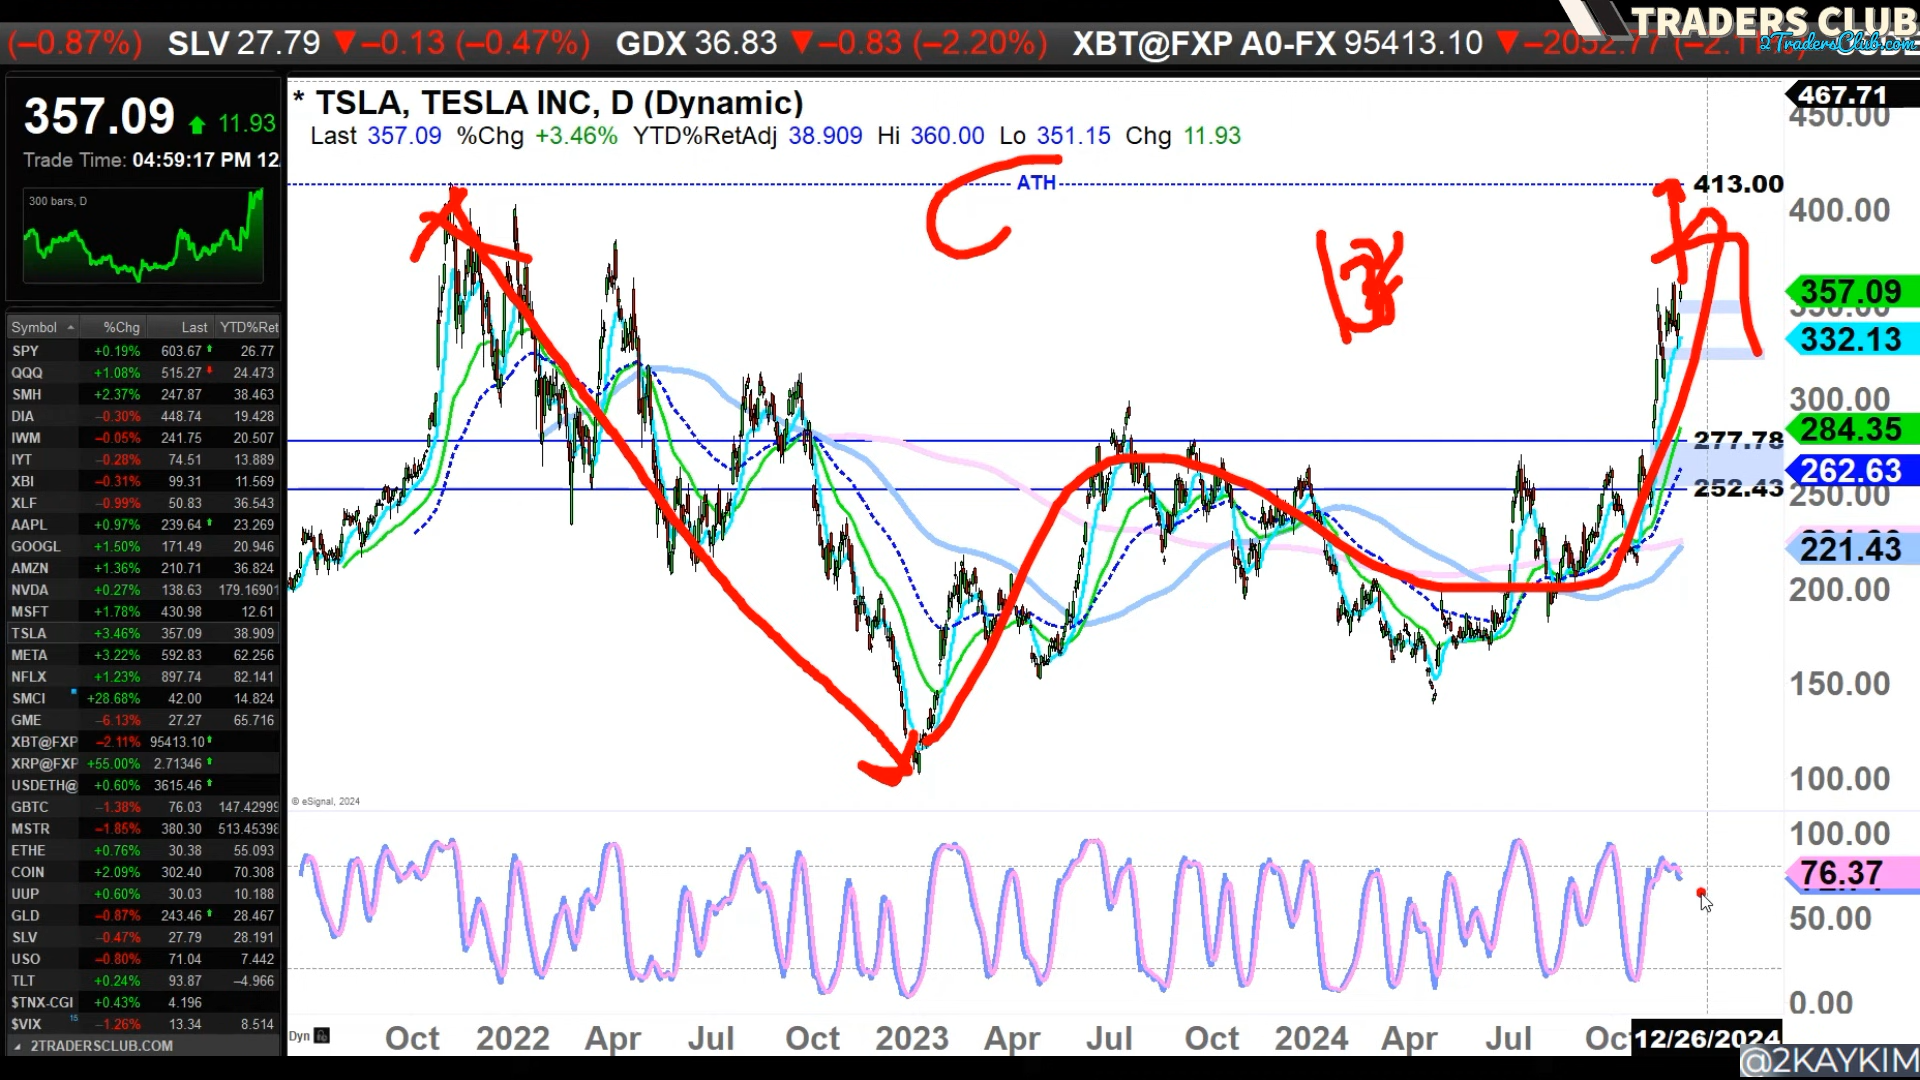 TRADERS CLUB
2TradersClub.com
(−0.87%) SLV 27.79 ▼−0.13 (−0.47%) GDX 36.83 ▼−0.83 (−2.20%) XBT@FXP A0-FX 95413.10 ▼−2052.77
357.09 11.93
Trade Time: 04:59:17 PM 12
300 bars, D
* TSLA, TESLA INC, D (Dynamic)
Last 357.09 %Chg +3.46% YTD%RetAdj 38.909 Hi 360.00 Lo 351.15 Chg 11.93
Symbol %Chg Last YTD%Ret
SPY +0.19% 603.67 26.77
QQQ +1.08% 515.27 24.473
SMH +2.37% 247.87 38.463
DIA −0.30% 448.74 19.428
IWM −0.05% 241.75 20.507
IYT −0.28% 74.51 13.889
XBI −0.31% 99.31 11.569
XLF −0.99% 50.83 36.543
AAPL +0.97% 239.64 23.269
GOOGL +1.50% 171.49 20.946
AMZN +1.36% 210.71 36.824
NVDA +0.27% 138.63 179.16901
MSFT +1.78% 430.98 12.61
TSLA +3.46% 357.09 38.909
META +3.22% 592.83 62.256
NFLX +1.23% 897.74 82.141
SMCI +28.68% 42.00 14.824
GME −6.13% 27.27 65.716
XBT@FXP −2.11% 95413.10
XRP@FXP +55.00% 2.71346
USDETH@ +0.60% 3615.46
GBTC −1.38% 76.03 147.42999
MSTR −1.85% 380.30 513.45398
ETHE +0.76% 30.38 55.093
COIN +2.09% 302.40 70.308
UUP +0.60% 30.03 10.188
GLD −0.87% 243.46 28.467
SLV −0.47% 27.79 28.191
USO −0.80% 71.04 7.442
TLT +0.24% 93.87 −4.966
$TNX-CGI +0.43% 4.196
$VIX 15 −1.26% 13.34 8.514
2TRADERSCLUB.COM
ATH
467.71
450.00
413.00
400.00
357.09
350.00
332.13
300.00
284.35
277.78
262.63
252.43
250.00
221.43
200.00
150.00
100.00
© eSignal, 2024
100.00
76.37
50.00
0.00
Dyn
Oct 2022 Apr Jul Oct 2023 Apr Jul Oct 2024 Apr Jul Oc 12/26/2024
@2KAYKIM